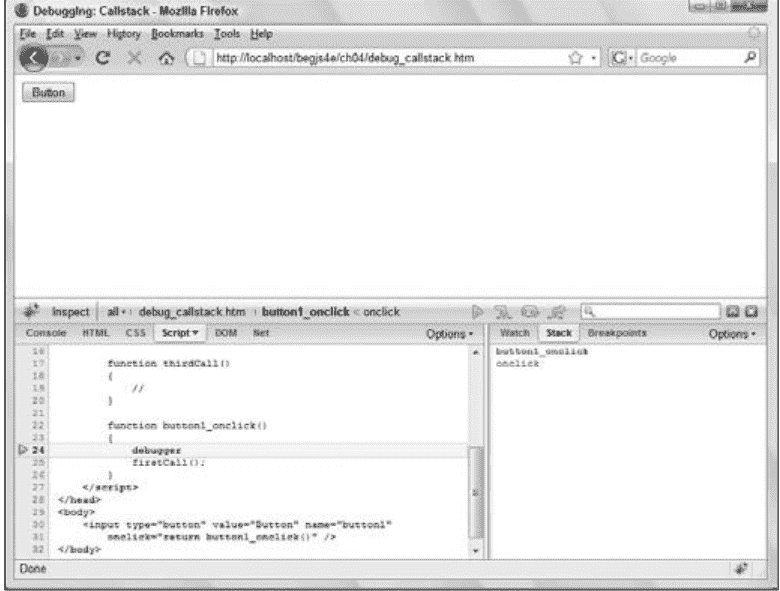 Debugging: Callstack - Mozilla Firefox
File Edit View History Bookmarks Tools Help
http://localhost/begjs4e/ch04/debug_callstack.htm
Google
Button
Inspect all debug_callstack.htm button1_onclick < onclick
Console HTML CSS Script DOM Net Options
Watch Stack Breakpoints Options
button1_onclick
onclick
16
17 function thirdCall()
18 {
19 //
20 }
21
22 function button1_onclick()
23 {
24 debugger
25 firstCall();
26 }
27 </script>
28 </head>
29 <body>
30 <input type="button" value="Button" name="button1"
31 onclick="return button1_onclick()" />
32 </body>
Done